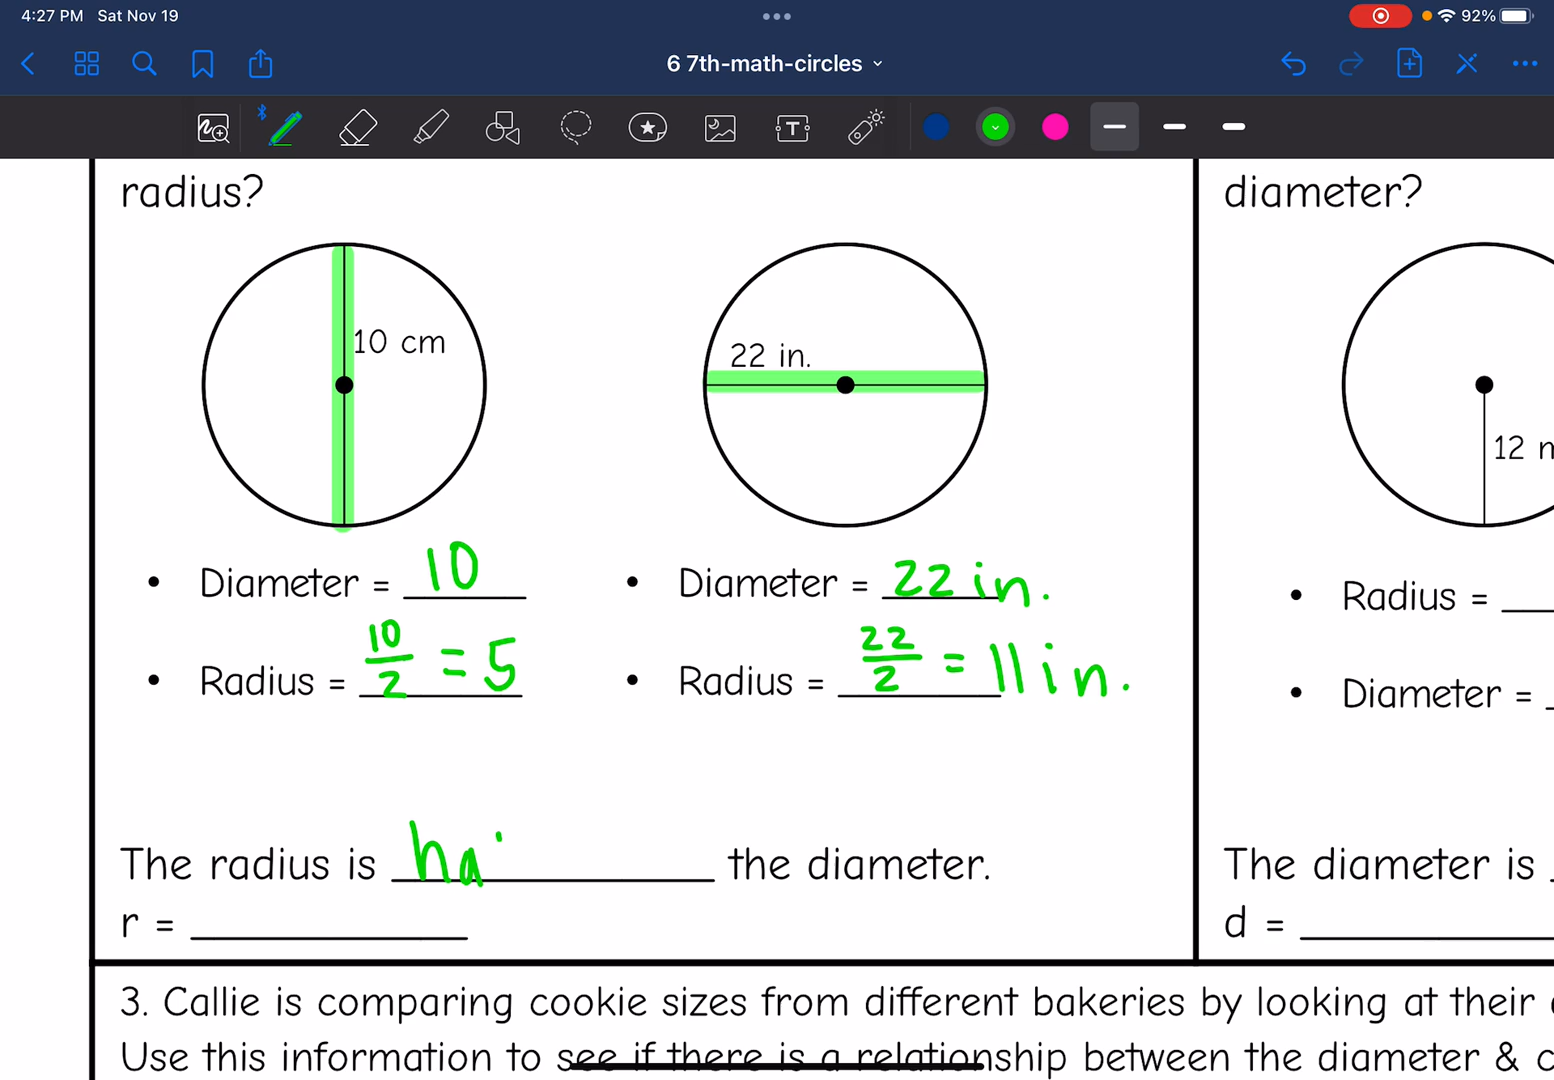 4:27 PM Sat Nov 19
92%
6 7th-math-circles
T
radius?
diameter?
10 cm
22 in.
12
Diameter = 10
Diameter = 22 in.
Radius =
Radius = 10/2 = 5
Radius = 22/2 = 11 in.
Diameter =
The radius is ha the diameter.
The diameter is
r =
d =
3. Callie is comparing cookie sizes from different bakeries by looking at their
Use this information to see if there is a relationship between the diameter &